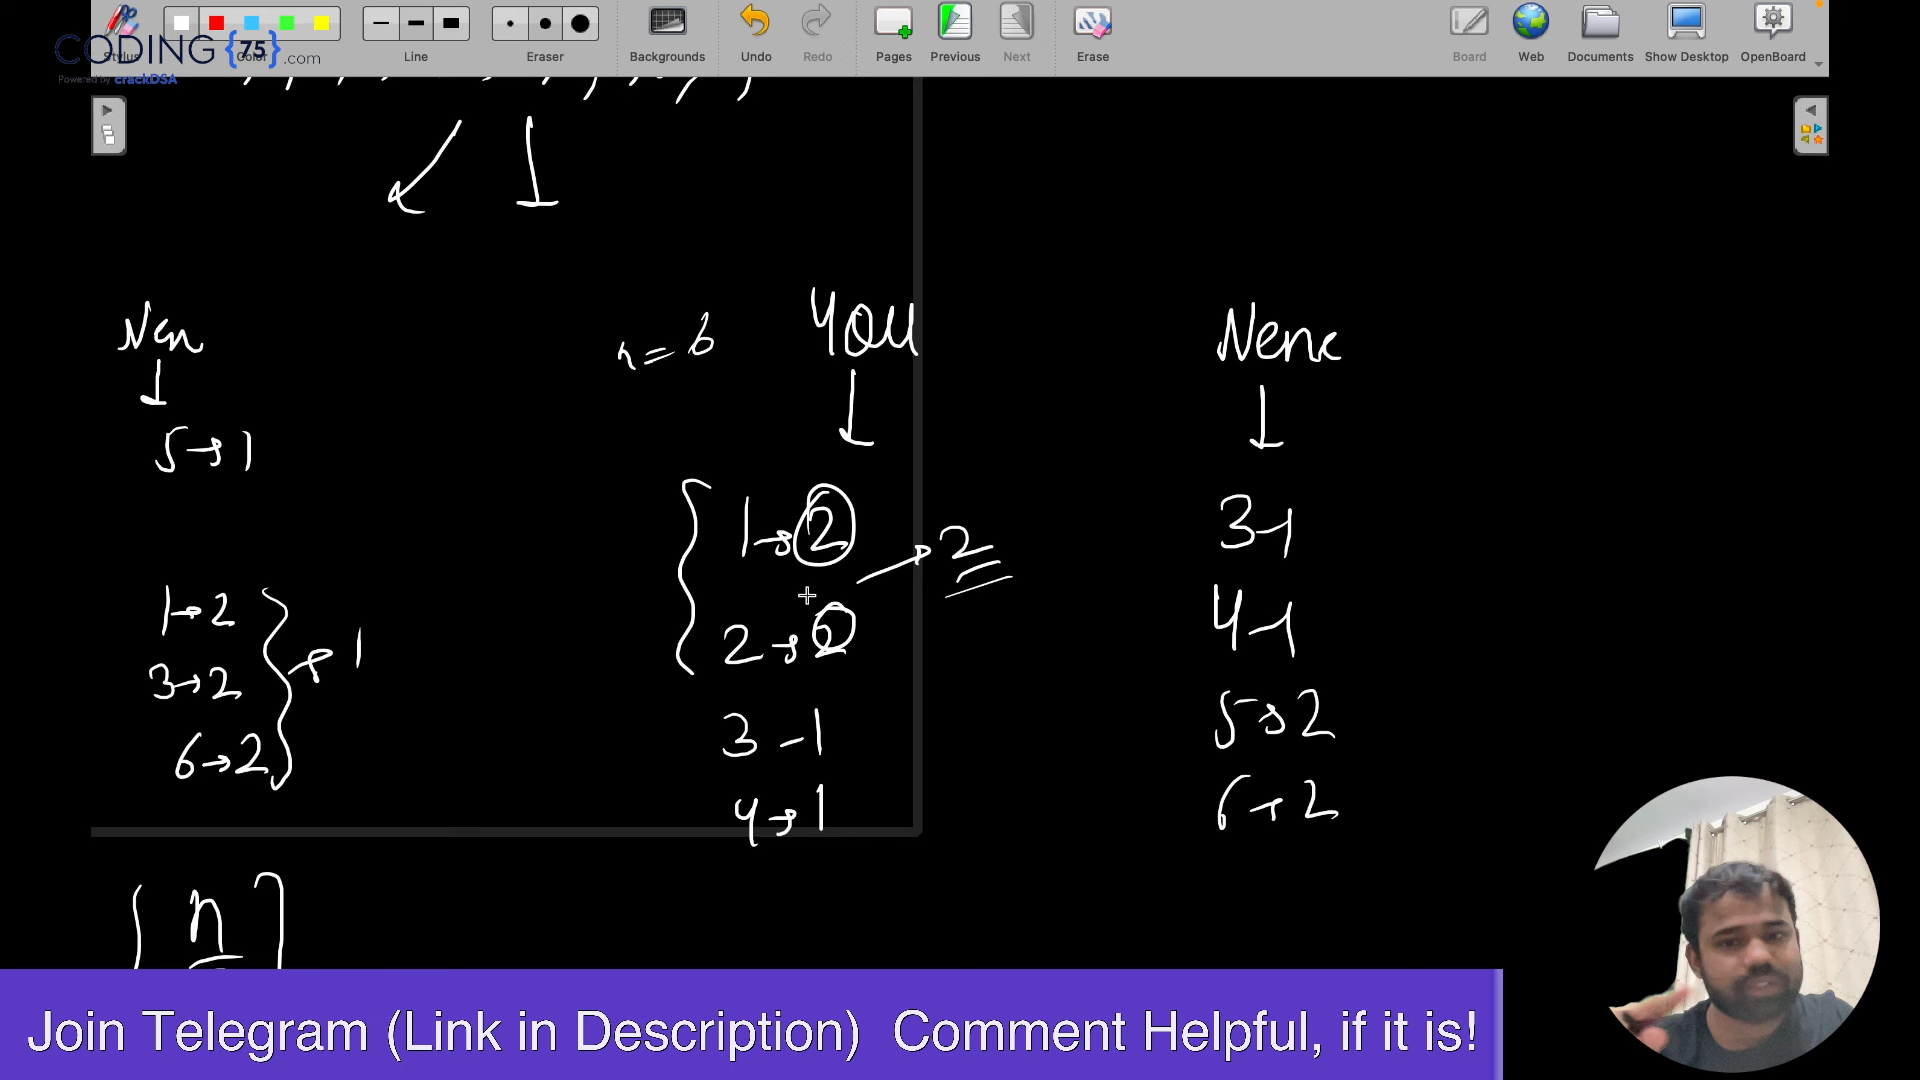 Stylus
Color
Line
Eraser
Backgrounds
Undo
Redo
Pages
Previous
Next
Erase
Board
Web
Documents
Show Desktop
OpenBoard
CODING {75} .com
Powered by crackDSA
n = 6
YOU
5 → 1
1 → 2
3 → 2
6 → 2
→ 1
1 → 2
2 → 2
→ 2
3 - 1
4 → 1
3 - 1
4 - 1
5 → 2
6 → 2
n
Join Telegram (Link in Description) Comment Helpful, if it is!